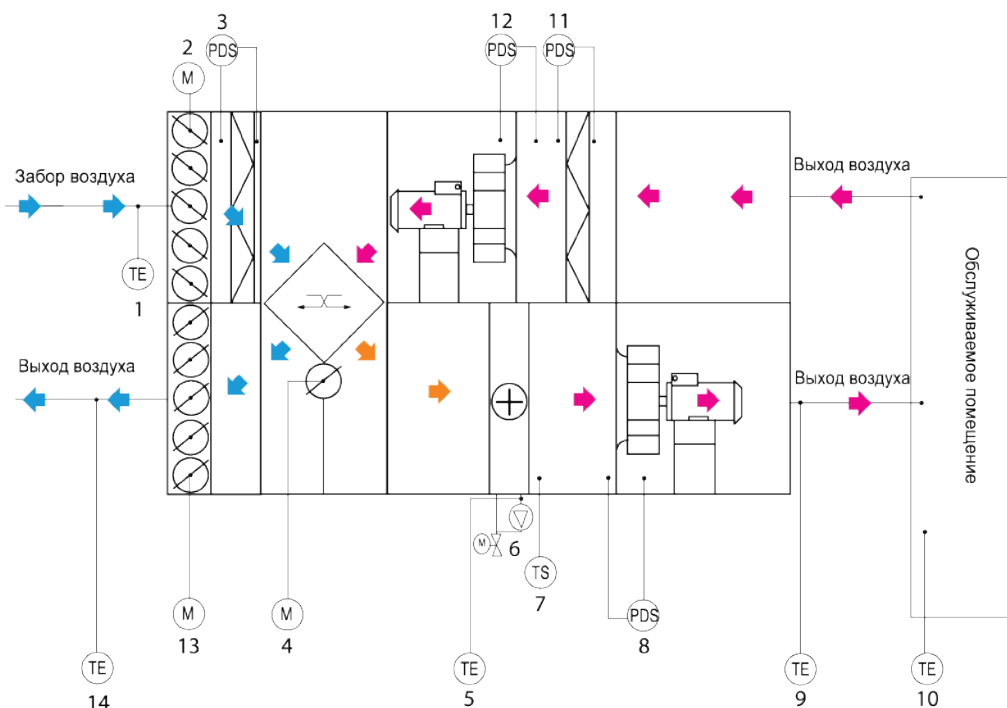 12
11
3
2
PDS
PDS
PDS
M
Забор воздуха
Выход воздуха
TE
1
Обслуживаемое помещение
Выход воздуха
Выход воздуха
M
6
TS
7
M
13
M
4
PDS
8
TE
14
TE
5
TE
9
TE
10